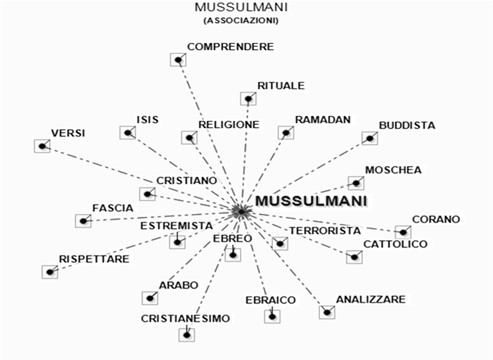 MUSSULMANI
(ASSOCIAZIONI)
COMPRENDERE
RITUALE
ISIS
RELIGIONE
RAMADAN
BUDDISTA
VERSI
MOSCHEA
CRISTIANO
MUSSULMANI
FASCIA
CORANO
ESTREMISTA
TERRORISTA
EBREO
CATTOLICO
RISPETTARE
ARABO
EBRAICO
ANALIZZARE
CRISTIANESIMO